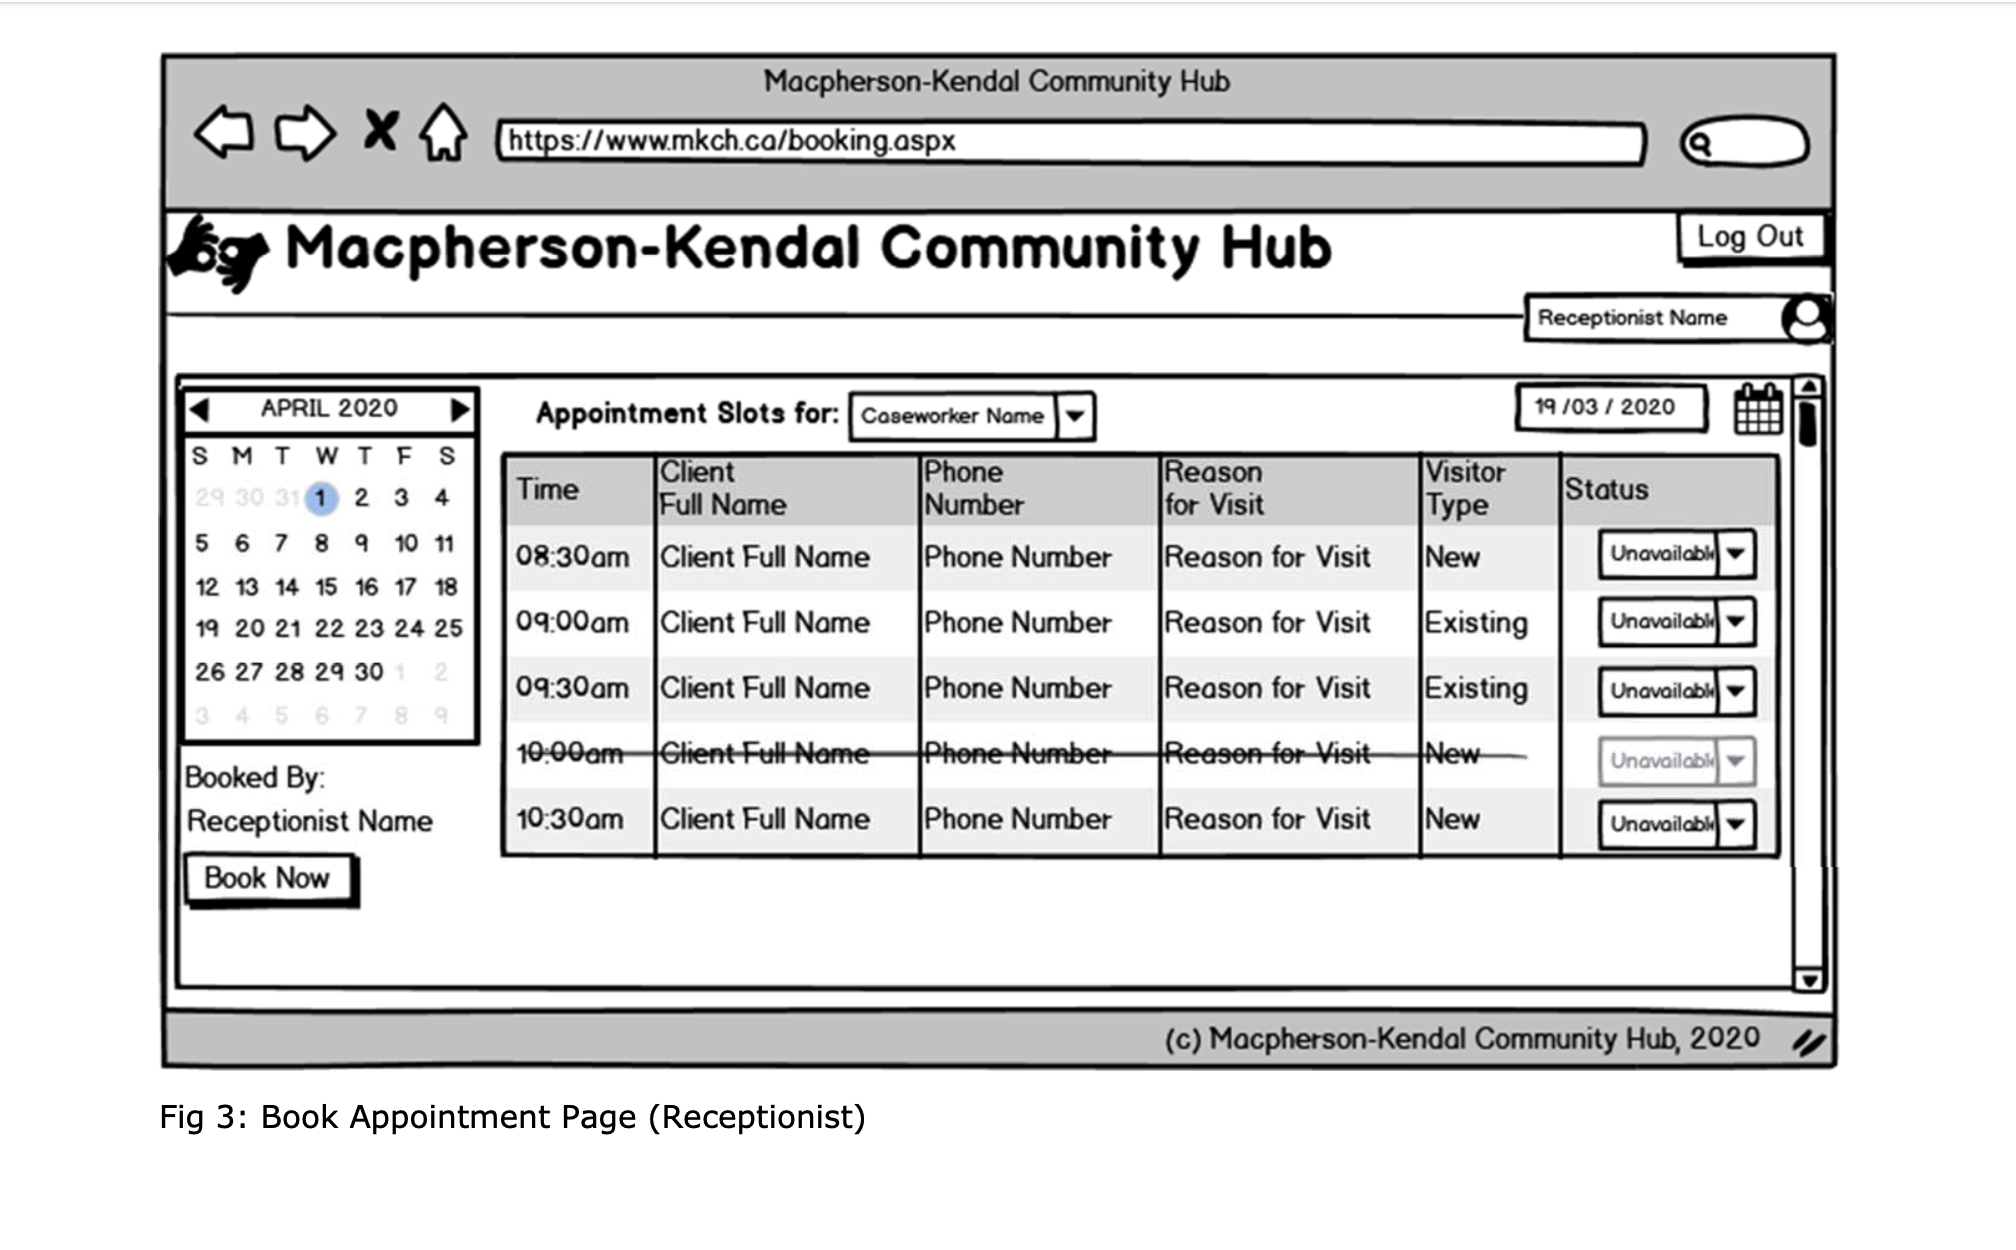 Macpherson-Kendal Community Hub
https://www.mkch.ca/booking.aspx
Macpherson-Kendal Community Hub
Log Out
Receptionist Name
APRIL 2020
S M T W T F S
29 30 31 1 2 3 4
5 6 7 8 9 10 11
12 13 14 15 16 17 18
19 20 21 22 23 24 25
26 27 28 29 30 1 2
3 4 5 6 7 8 9
Booked By:
Receptionist Name
Book Now
Appointment Slots for: Caseworker Name
19 /03 / 2020
Time Client Full Name Phone Number Reason for Visit Visitor Type Status
08:30am Client Full Name Phone Number Reason for Visit New Unavailabl
09:00am Client Full Name Phone Number Reason for Visit Existing Unavailabl
09:30am Client Full Name Phone Number Reason for Visit Existing Unavailabl
10:00am Client Full Name Phone Number Reason for Visit New Unavailabl
10:30am Client Full Name Phone Number Reason for Visit New Unavailabl
(c) Macpherson-Kendal Community Hub, 2020
Fig 3: Book Appointment Page (Receptionist)